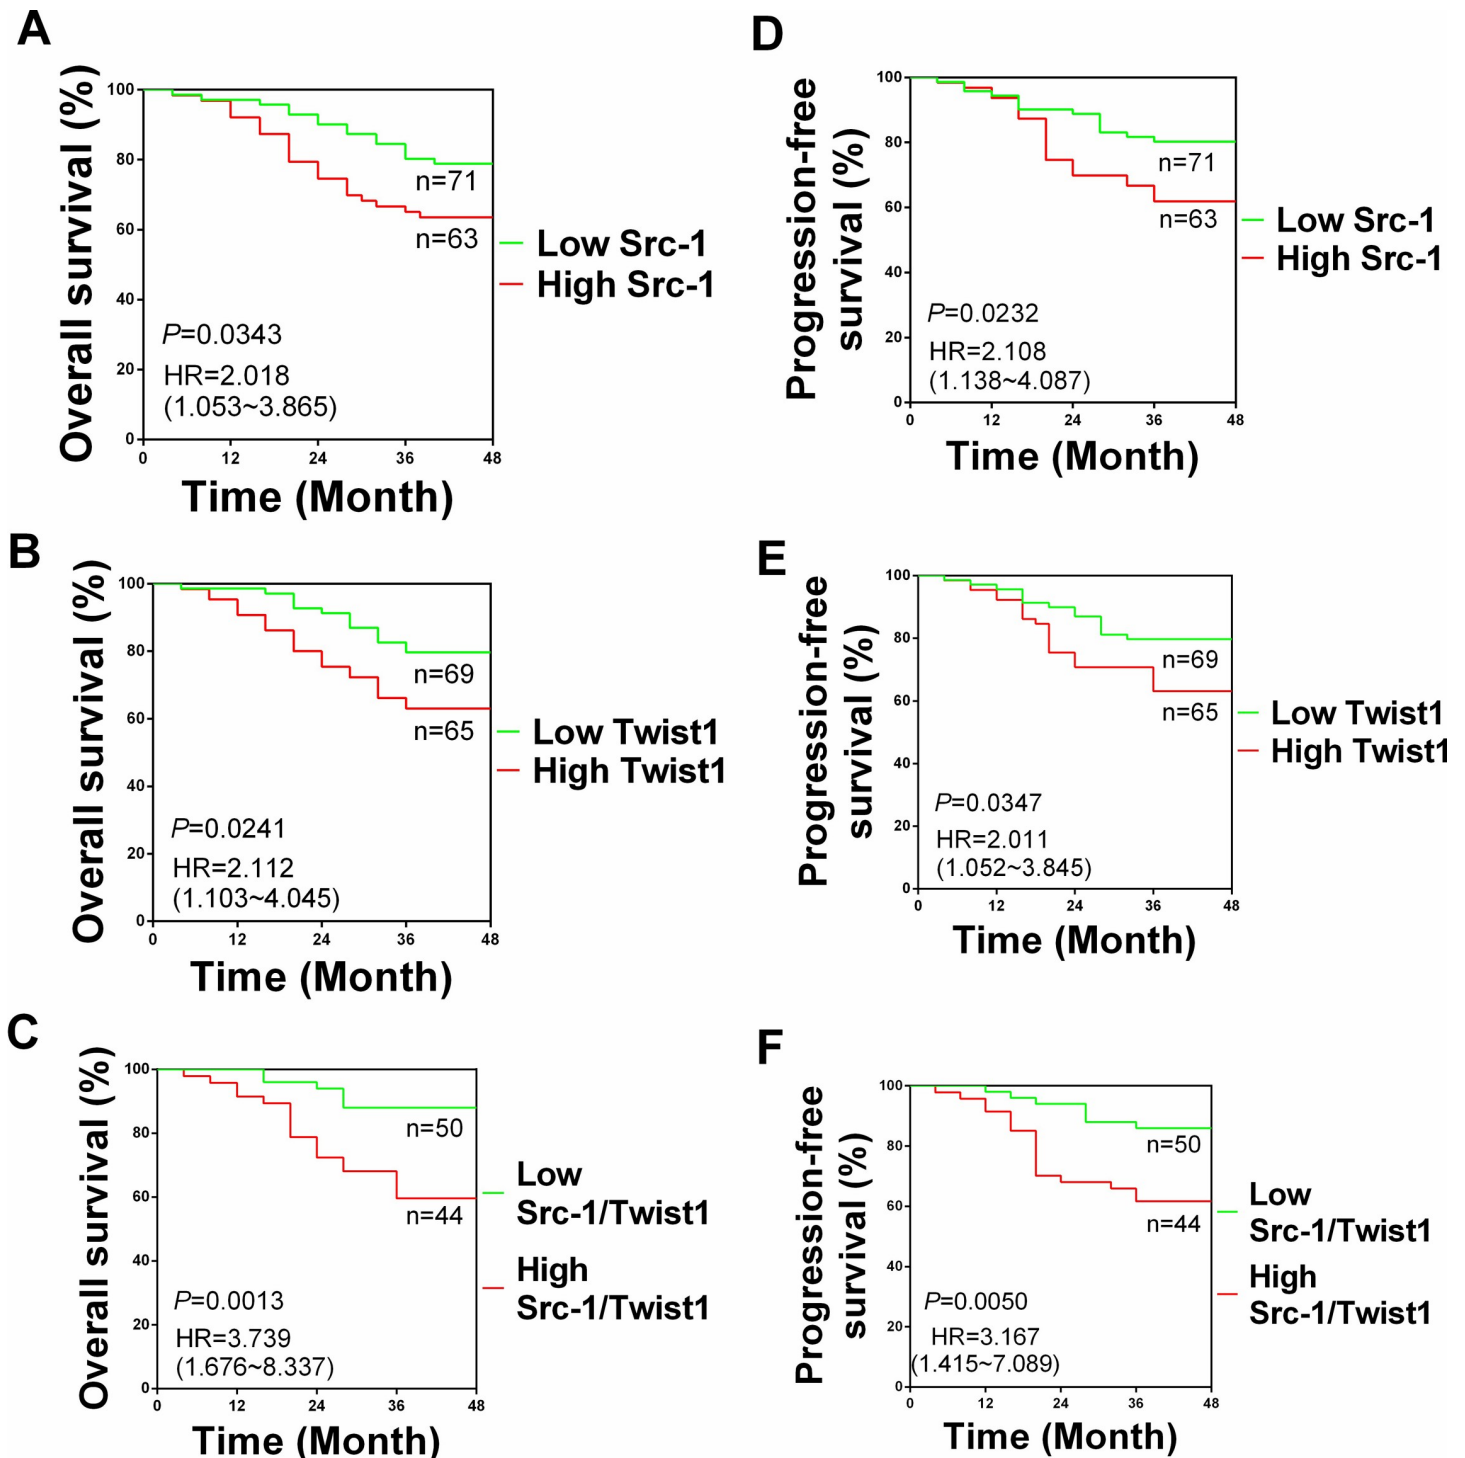 A
Overall survival (%)
100
80
60
40
20
0
n=71
n=63
P=0.0343
HR=2.018
(1.053~3.865)
0 12 24 36 48
Time (Month)
Low Src-1
High Src-1
D
Progression-free
survival (%)
100
80
60
40
20
0
n=71
n=63
P=0.0232
HR=2.108
(1.138~4.087)
0 12 24 36 48
Time (Month)
Low Src-1
High Src-1
B
Overall survival (%)
100
80
60
40
20
0
n=69
n=65
P=0.0241
HR=2.112
(1.103~4.045)
0 12 24 36 48
Time (Month)
Low Twist1
High Twist1
E
Progression-free
survival (%)
100
80
60
40
20
0
n=69
n=65
P=0.0347
HR=2.011
(1.052~3.845)
0 12 24 36 48
Time (Month)
Low Twist1
High Twist1
C
Overall survival (%)
100
80
60
40
20
0
n=50
n=44
P=0.0013
HR=3.739
(1.676~8.337)
0 12 24 36 48
Time (Month)
Low
Src-1/Twist1
High
Src-1/Twist1
F
Progression-free
survival (%)
100
80
60
40
20
0
n=50
n=44
P=0.0050
HR=3.167
(1.415~7.089)
0 12 24 36 48
Time (Month)
Low
Src-1/Twist1
High
Src-1/Twist1